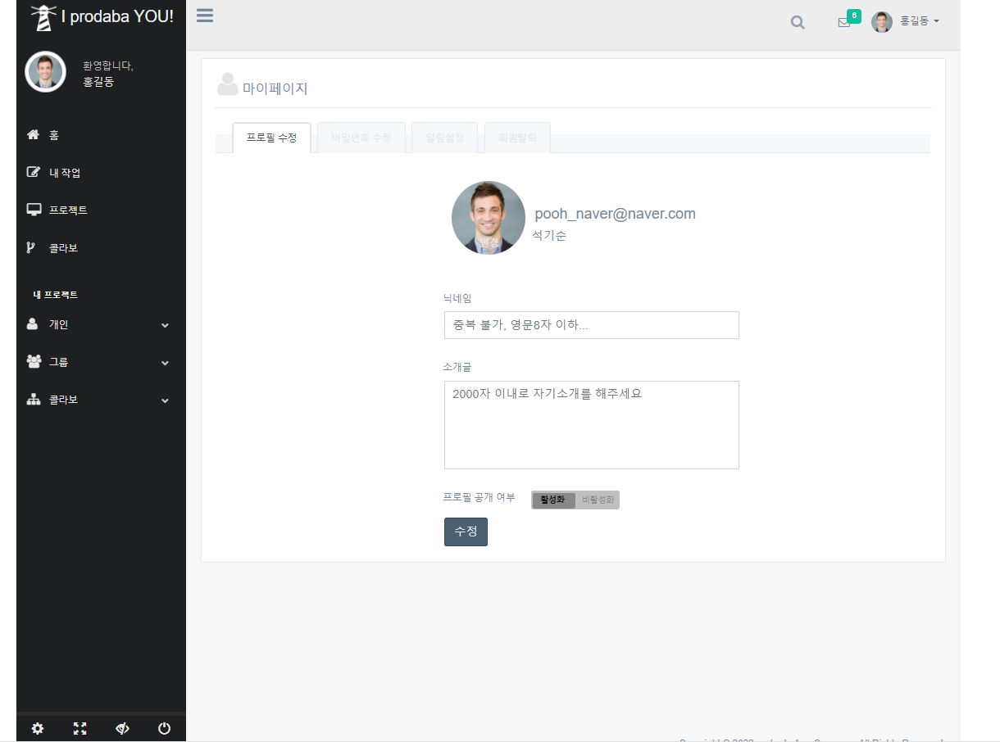 I prodaba YOU!
6
홍길동
환영합니다,
홍길동
홈
내 작업
프로젝트
콜라보
내 프로젝트
개인
그룹
콜라보
마이페이지
프로필 수정
비밀번호 수정
알림설정
회원탈퇴
변경
pooh_naver@naver.com
석기순
닉네임
중복 불가, 영문8자 이하...
소개글
2000자 이내로 자기소개를 해주세요
프로필 공개 여부
활성화
비활성화
수정